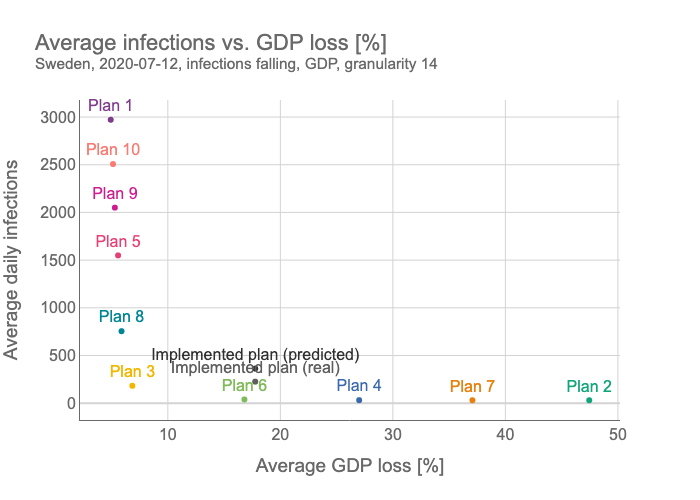 Average infections vs. GDP loss [%]
Sweden, 2020-07-12, infections falling, GDP, granularity 14
3000
2500
2000
1500
1000
500
0
Average daily infections
Plan 1
Plan 10
Plan 9
Plan 5
Plan 8
Implemented plan (predicted)
Implemented plan (real)
Plan 3
Plan 6
Plan 4
Plan 7
Plan 2
10
20
30
40
50
Average GDP loss [%]